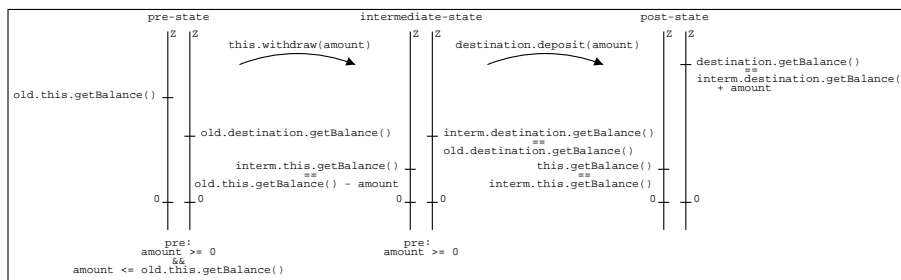 pre-state
intermediate-state
post-state
Z Z
Z Z
Z Z
this.withdraw(amount)
destination.deposit(amount)
destination.getBalance()
==
interm.destination.getBalance(
+ amount
old.this.getBalance()
old.destination.getBalance()
interm.destination.getBalance()
==
old.destination.getBalance()
interm.this.getBalance()
==
old.this.getBalance() - amount
this.getBalance()
==
interm.this.getBalance()
0 0
0 0
0 0
pre:
amount >= 0
&&
amount <= old.this.getBalance()
pre:
amount >= 0